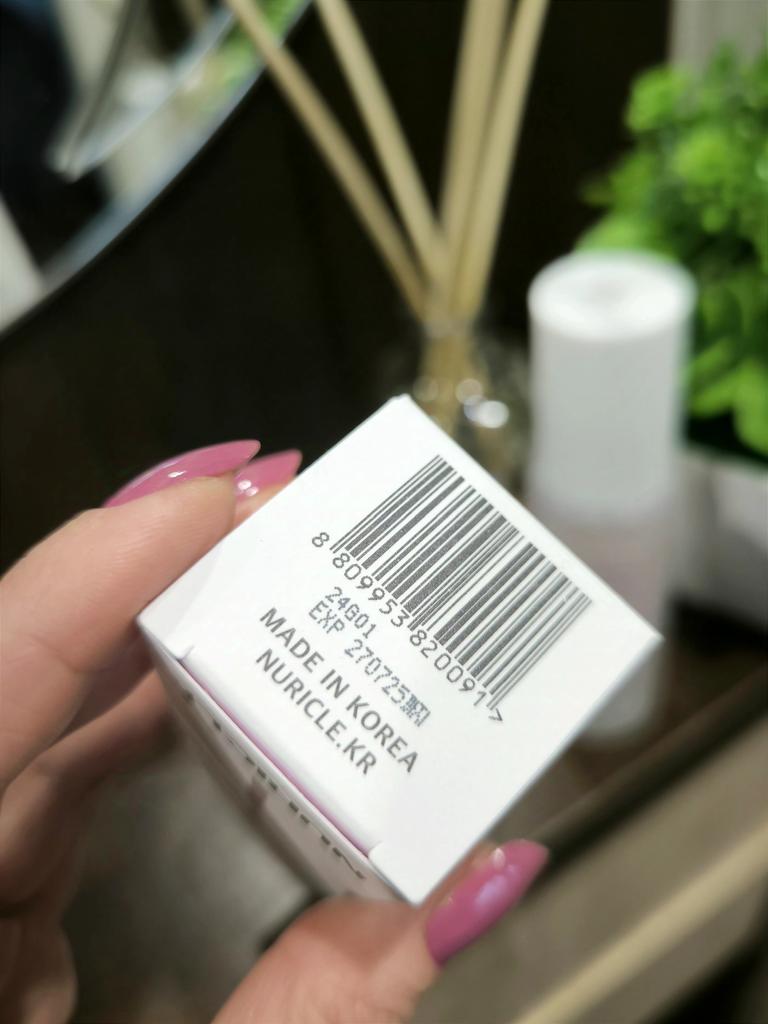 8 809953 820091 >
24G01
EXP 270725
MADE IN KOREA
NURICLE.KR